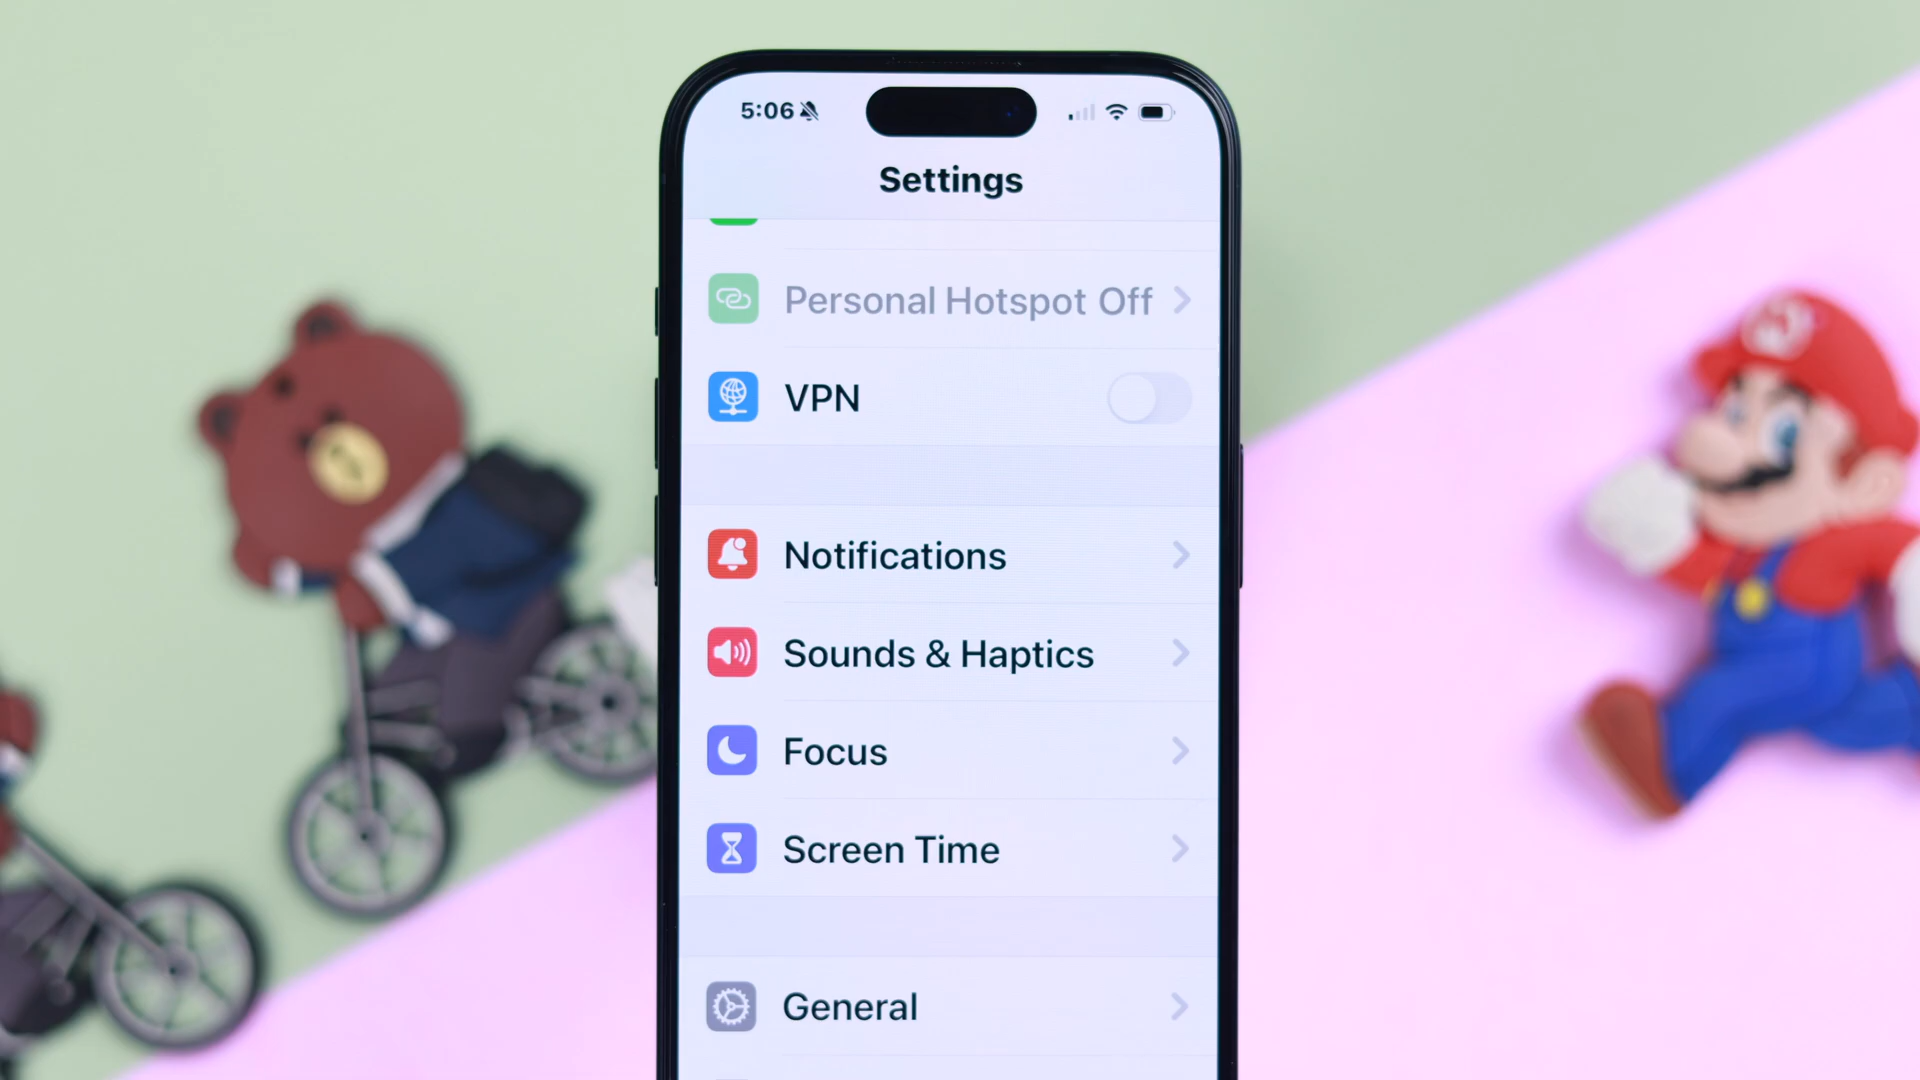 5:06
Settings
Personal Hotspot Off
VPN
Notifications
Sounds & Haptics
Focus
Screen Time
General